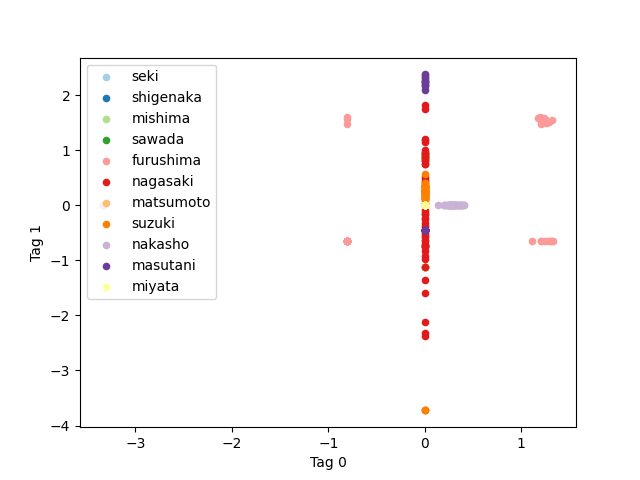 seki
shigenaka
mishima
sawada
furushima
nagasaki
matsumoto
suzuki
nakasho
masutani
miyata
2
1
0
−1
−2
−3
−4
Tag 1
−3
−2
−1
0
1
Tag 0